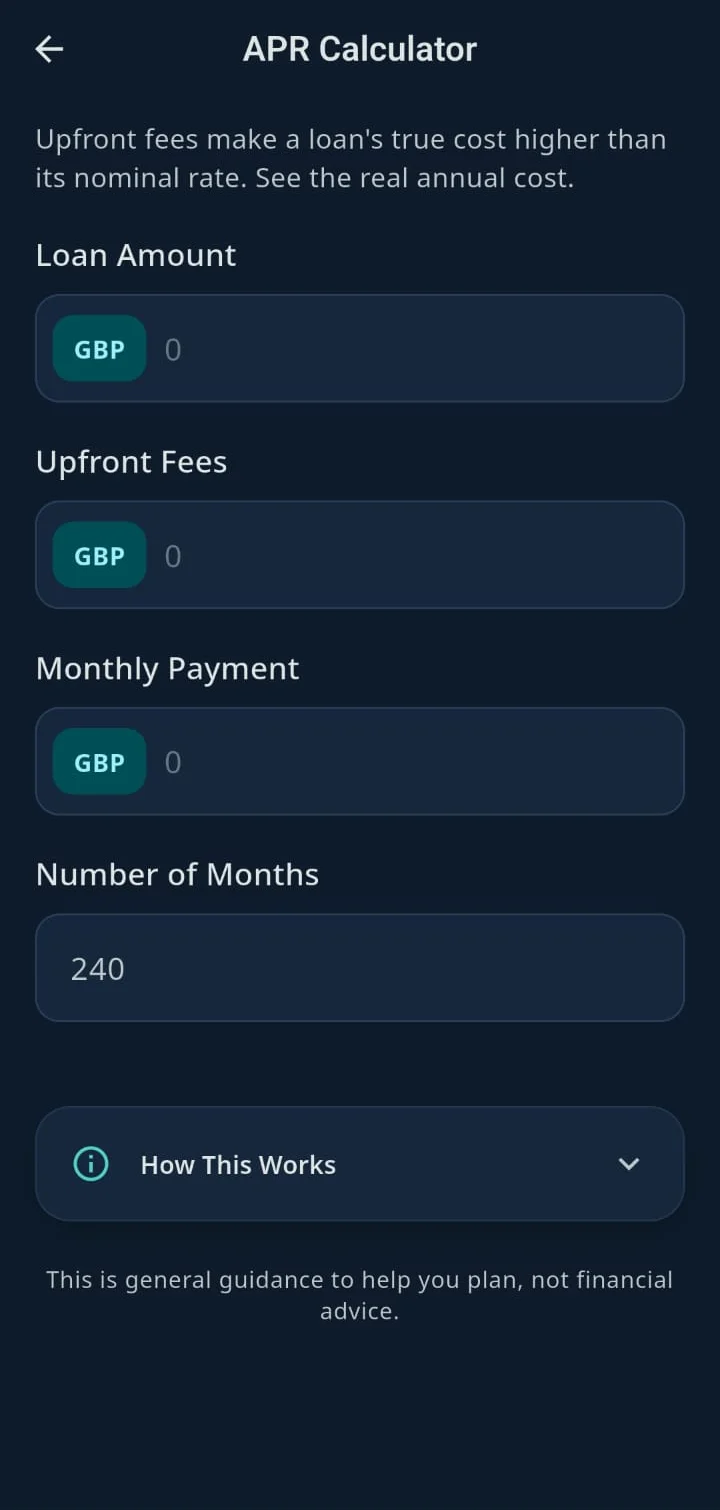 APR Calculator
Upfront fees make a loan's true cost higher than
its nominal rate. See the real annual cost.
Loan Amount
GBP 0
Upfront Fees
GBP 0
Monthly Payment
GBP 0
Number of Months
240
How This Works
This is general guidance to help you plan, not financial
advice.